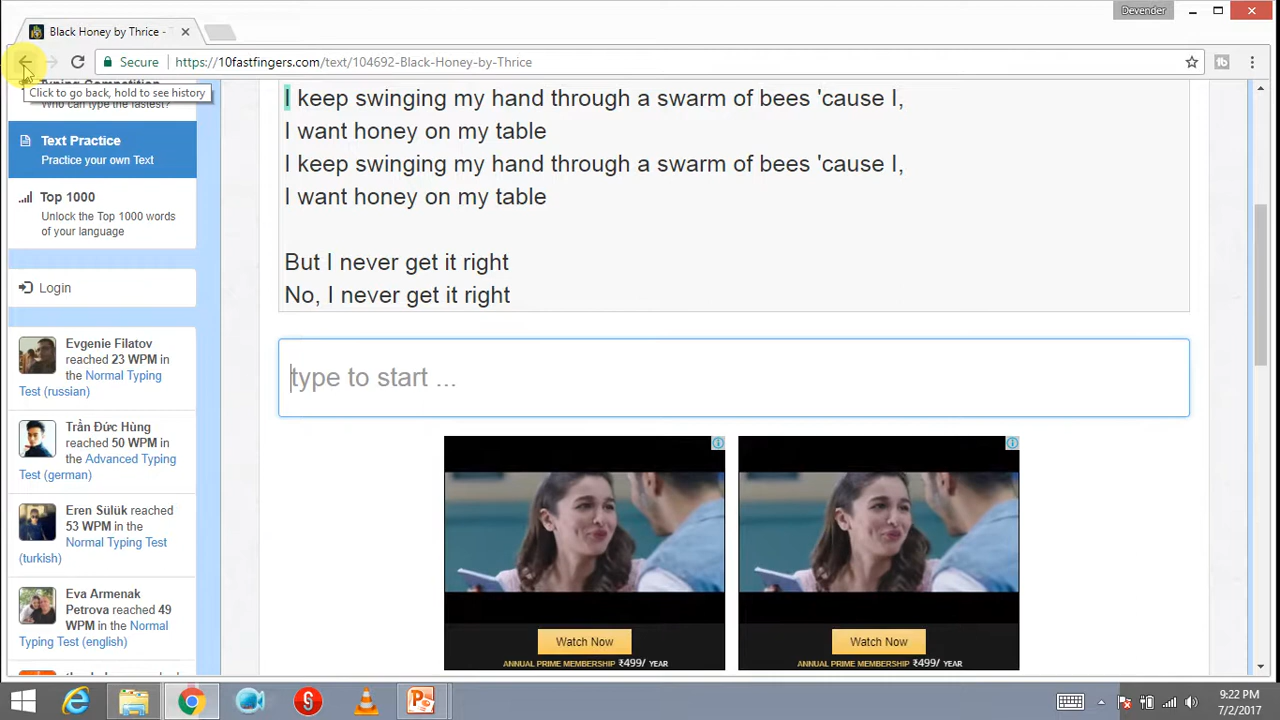 Devender
Black Honey by Thrice -
Secure
https://10fastfingers.com/text/104692-Black-Honey-by-Thrice
Click to go back, hold to see history
Typing Competition
Who can type the fastest?
Text Practice
Practice your own Text
Top 1000
Unlock the Top 1000 words
of your language
Login
Evgenie Filatov
reached 23 WPM in
the Normal Typing
Test (russian)
Trần Đức Hùng
reached 50 WPM in
the Advanced Typing
Test (german)
Eren Sülük reached
53 WPM in the
Normal Typing Test
(turkish)
Eva Armenak
Petrova reached 49
WPM in the Normal
Typing Test (english)
I keep swinging my hand through a swarm of bees 'cause I,
I want honey on my table
I keep swinging my hand through a swarm of bees 'cause I,
I want honey on my table
But I never get it right
No, I never get it right
type to start ...
Watch Now
ANNUAL PRIME MEMBERSHIP ₹499/ YEAR
Watch Now
ANNUAL PRIME MEMBERSHIP ₹499/ YEAR
9:22 PM
7/2/2017